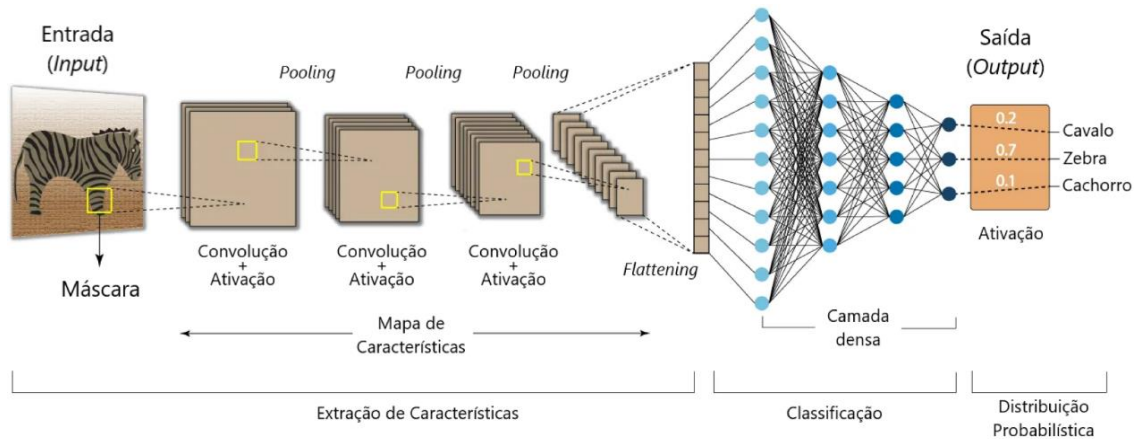 Entrada
(Input)
Pooling
Pooling
Pooling
Saída
(Output)
0.2
0.7
0.1
Cavalo
Zebra
Cachorro
Ativação
Máscara
Convolução
+
Ativação
Convolução
+
Ativação
Convolução
+
Ativação
Flattening
Mapa de
Características
Camada
densa
Extração de Características
Classificação
Distribuição
Probabilística